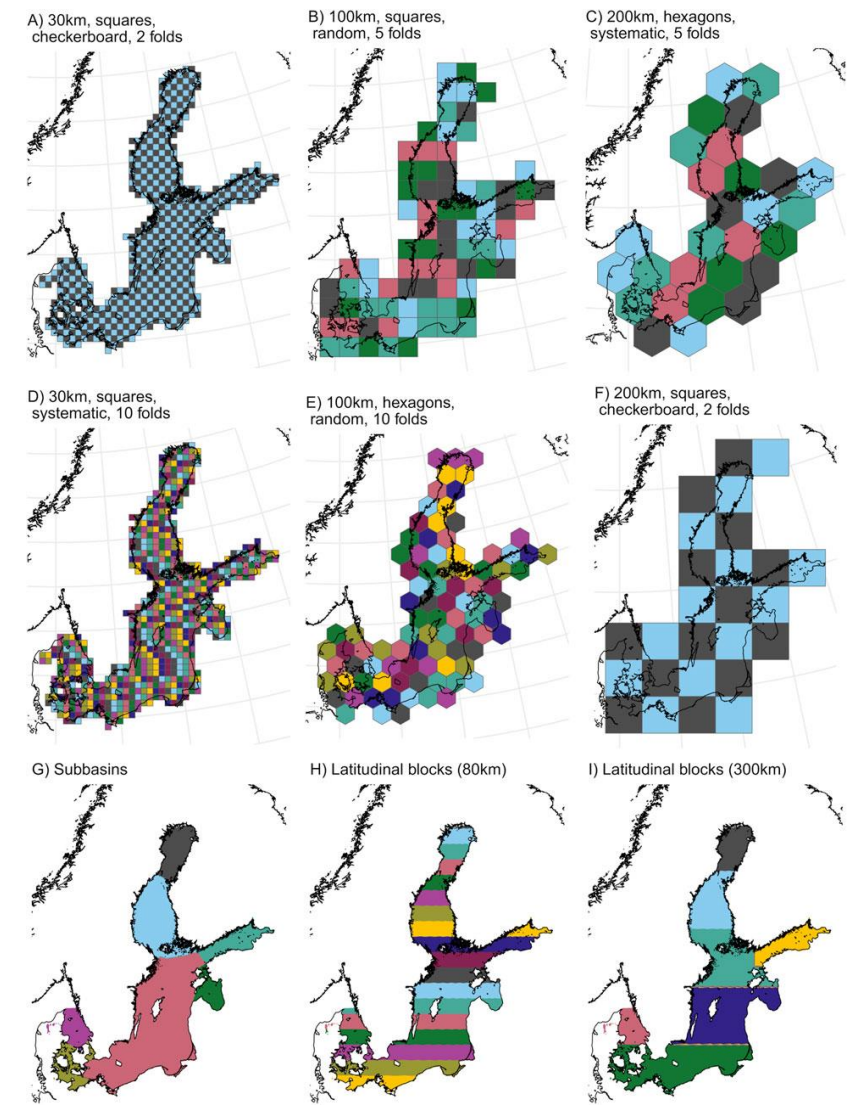 A) 30km, squares,
checkerboard, 2 folds
B) 100km, squares,
random, 5 folds
C) 200km, hexagons,
systematic, 5 folds
D) 30km, squares,
systematic, 10 folds
E) 100km, hexagons,
random, 10 folds
F) 200km, squares,
checkerboard, 2 folds
G) Subbasins
H) Latitudinal blocks (80km)
I) Latitudinal blocks (300km)